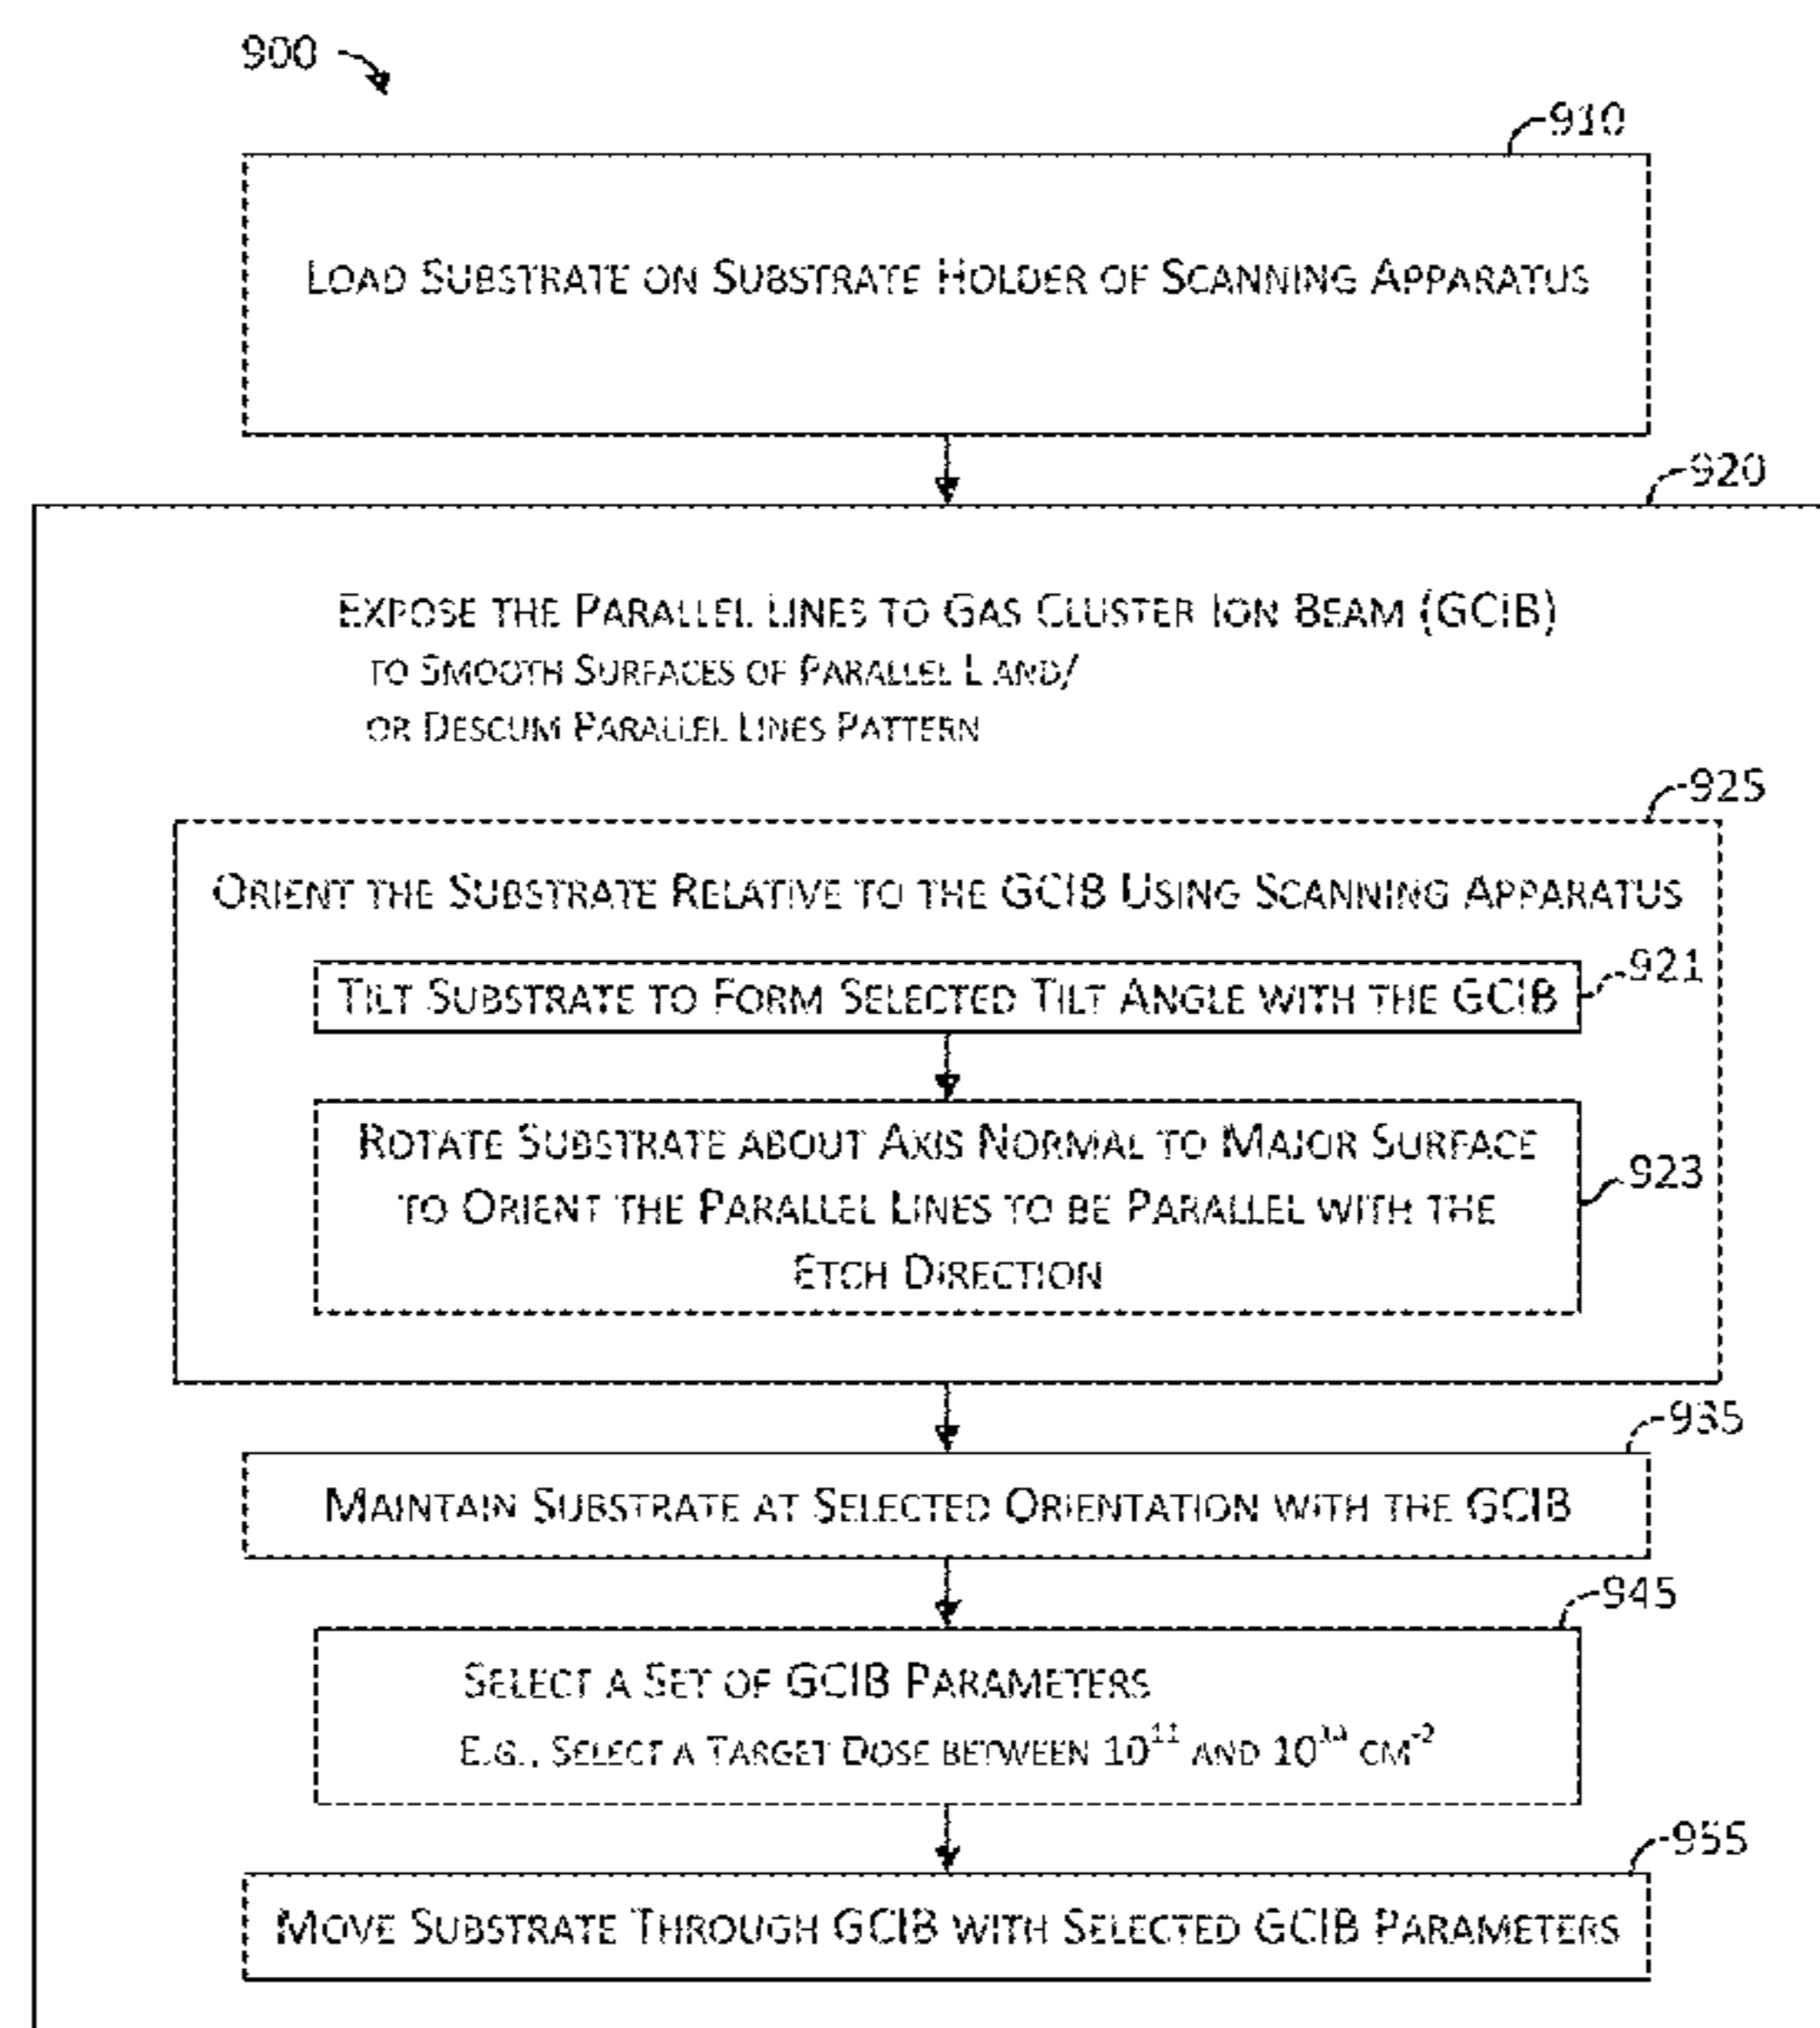 900
910
LOAD SUBSTRATE ON SUBSTRATE HOLDER OF SCANNING APPARATUS
920
EXPOSE THE PARALLEL LINES TO GAS CLUSTER ION BEAM (GCIB)
TO SMOOTH SURFACES OF PARALLEL L AND/
OR DESCUM PARALLEL LINES PATTERN
925
ORIENT THE SUBSTRATE RELATIVE TO THE GCIB USING SCANNING APPARATUS
921
TILT SUBSTRATE TO FORM SELECTED TILT ANGLE WITH THE GCIB
ROTATE SUBSTRATE ABOUT AXIS NORMAL TO MAJOR SURFACE
923
TO ORIENT THE PARALLEL LINES TO BE PARALLEL WITH THE
ETCH DIRECTION
935
MAINTAIN SUBSTRATE AT SELECTED ORIENTATION WITH THE GCIB
945
SELECT A SET OF GCIB PARAMETERS
E.G., SELECT A TARGET DOSE BETWEEN 10¹¹ AND CM⁻²
955
MOVE SUBSTRATE THROUGH GCIB WITH SELECTED GCIB PARAMETERS